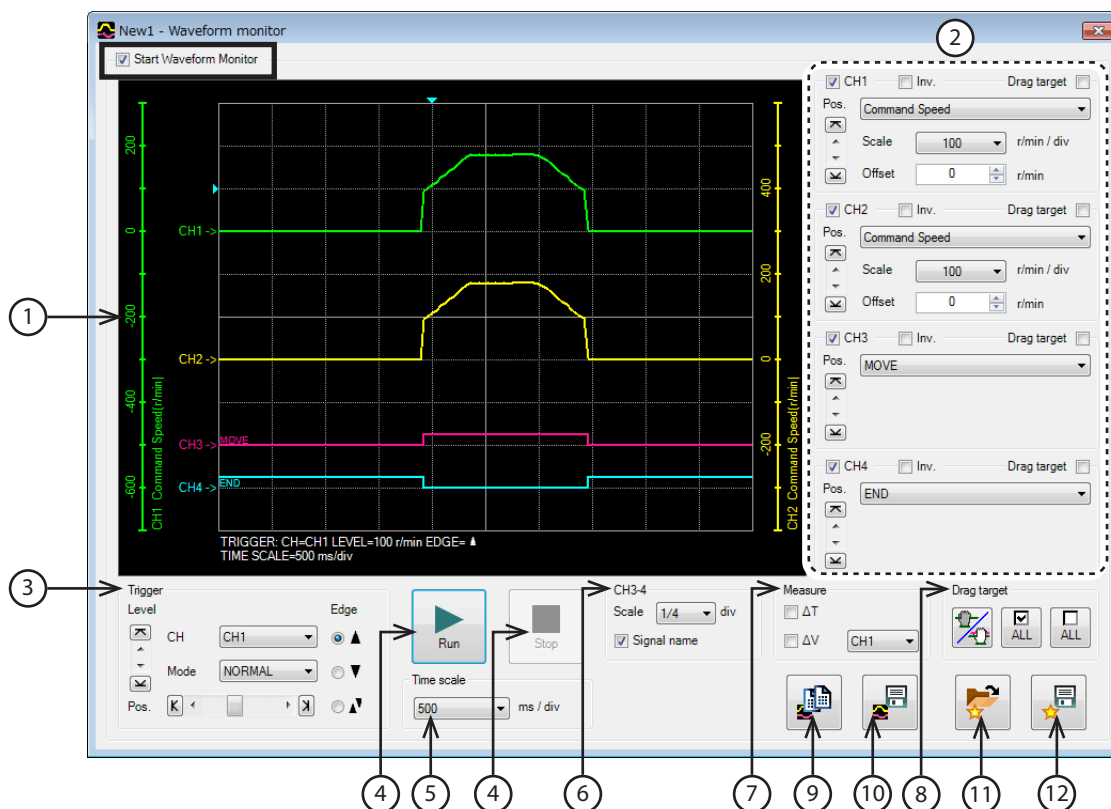 New1 - Waveform monitor
Start Waveform Monitor
2
CH1 Inv. Drag target
Pos. Command Speed
Scale 100 r/min / div
Offset 0 r/min
CH2 Inv. Drag target
Pos. Command Speed
Scale 100 r/min / div
Offset 0 r/min
CH3 Inv. Drag target
Pos. MOVE
CH4 Inv. Drag target
Pos. END
200
0
-200
-400
-600
CH1 Command Speed[r/min]
CH1 ->
CH2 ->
CH3 -> MOVE
CH4 -> END
400
200
0
-200
CH2 Command Speed[r/min]
TRIGGER: CH=CH1 LEVEL=100 r/min EDGE=
TIME SCALE=500 ms/div
1
3
Trigger
Level Edge
CH CH1
Mode NORMAL
Pos.
Run
Stop
Time scale
500 ms / div
CH3-4
Scale 1/4 div
Signal name
Measure
ΔT
ΔV CH1
Drag target
ALL ALL
4
4
5
4
6
7
9
10
8
11
12